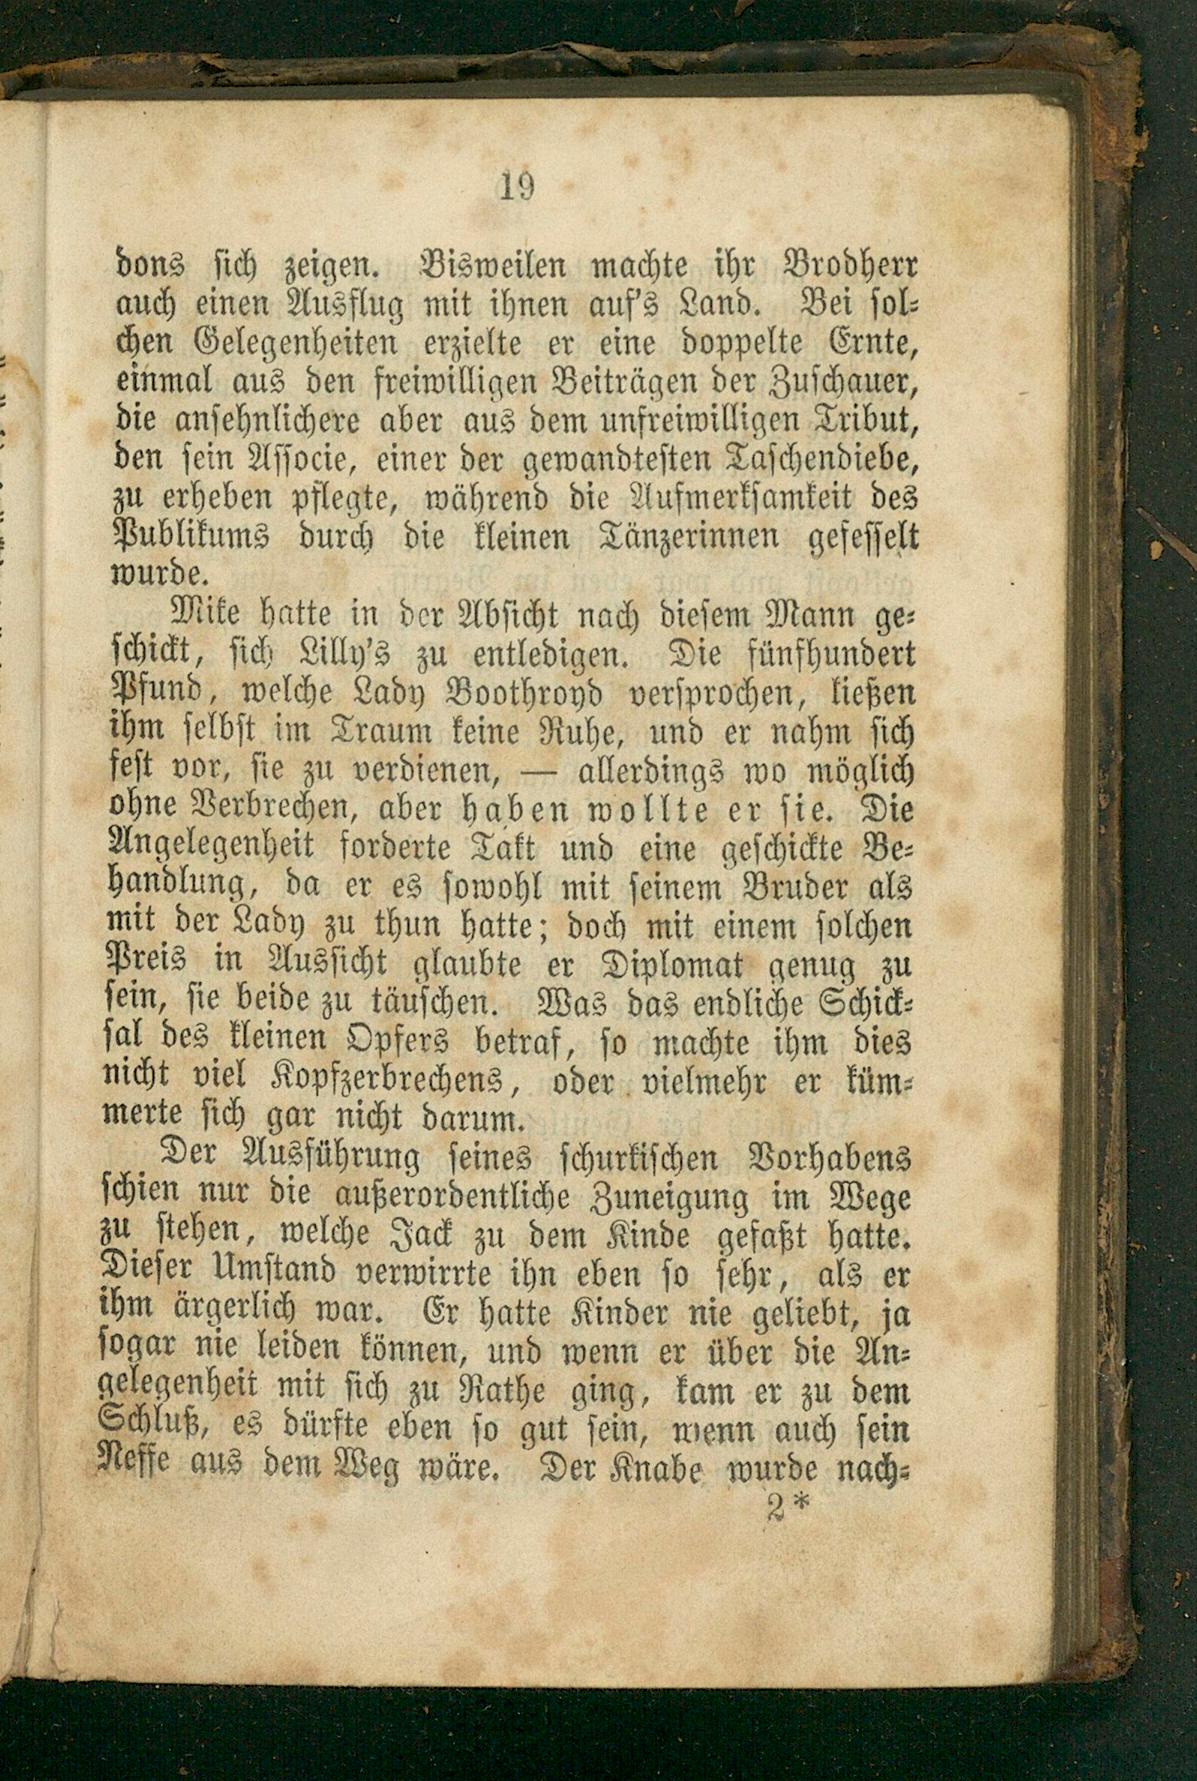 19
dons sich zeigen. Bisweilen machte ihr Brodherr
auch einen Ausflug mit ihnen auf's Land. Bei sol-
chen Gelegenheiten erzielte er eine doppelte Ernte,
einmal aus den freiwilligen Beiträgen der Zuschauer,
die ansehnlichere aber aus dem unfreiwilligen Tribut,
den sein Associe, einer der gewandtesten Taschendiebe,
zu erheben pflegte, während die Aufmerksamkeit des
Publikums durch die kleinen Tänzerinnen gefesselt
wurde.
Mike hatte in der Absicht nach diesem Mann ge-
schickt, sich Lilly's zu entledigen. Die fünfhundert
Pfund, welche Lady Boothroyd versprochen, ließen
ihm selbst im Traum keine Ruhe, und er nahm sich
fest vor, sie zu verdienen, — allerdings wo möglich
ohne Verbrechen, aber haben wollte er sie. Die
Angelegenheit forderte Takt und eine geschickte Be-
handlung, da er es sowohl mit seinem Bruder als
mit der Lady zu thun hatte; doch mit einem solchen
Preis in Aussicht glaubte er Diplomat genug zu
sein, sie beide zu täuschen. Was das endliche Schick-
sal des kleinen Opfers betraf, so machte ihm dies
nicht viel Kopfzerbrechens, oder vielmehr er küm-
merte sich gar nicht darum.
Der Ausführung seines schurkischen Vorhabens
schien nur die außerordentliche Zuneigung im Wege
zu stehen, welche Jack zu dem Kinde gefaßt hatte.
Dieser Umstand verwirrte ihn eben so sehr, als er
ihm ärgerlich war. Er hatte Kinder nie geliebt, ja
sogar nie leiden können, und wenn er über die An-
gelegenheit mit sich zu Rathe ging, kam er zu dem
Schluß, es dürfte eben so gut sein, wenn auch sein
Neffe aus dem Weg wäre. Der Knabe wurde nach-
2*